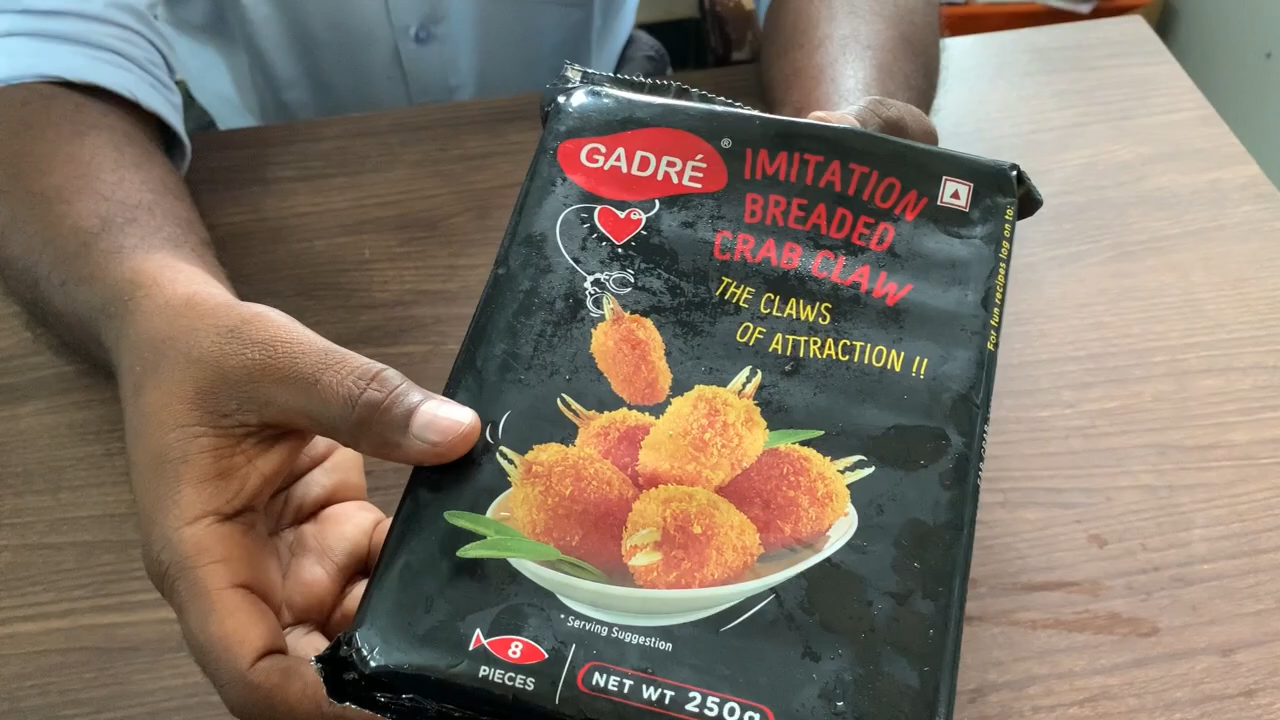 GADRÉ ®
IMITATION
BREADED
CRAB CLAW
THE CLAWS
OF ATTRACTION !!
For fun recipes log on to:
* Serving Suggestion
8
PIECES
NET WT 250g